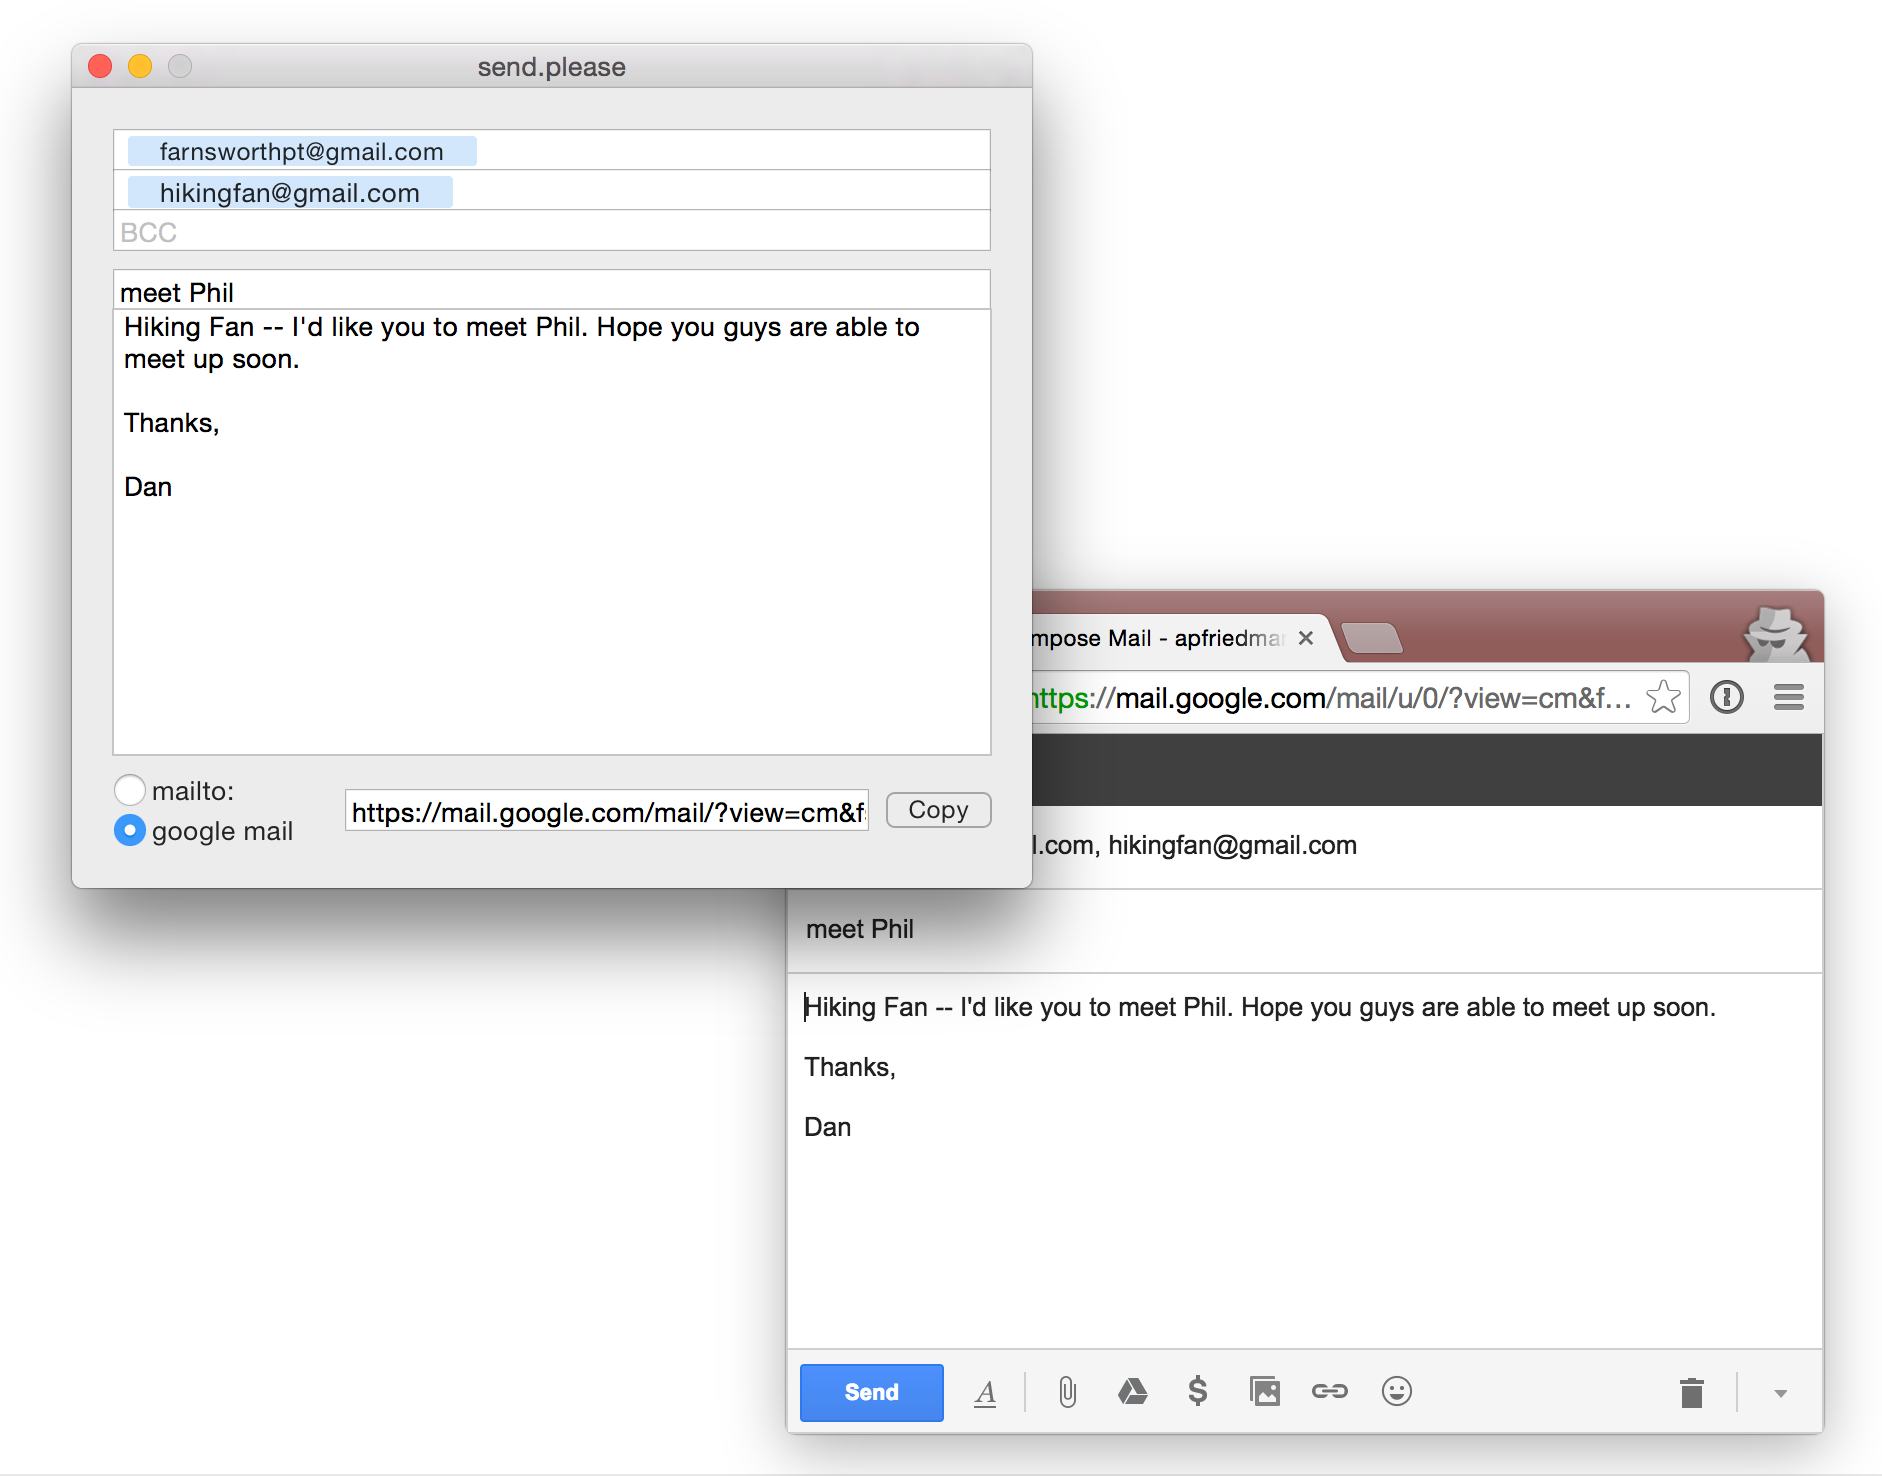 send.please
farnsworthpt@gmail.com
hikingfan@gmail.com
BCC
meet Phil
Hiking Fan -- I'd like you to meet Phil. Hope you guys are able to
meet up soon.
Thanks,
Dan
mailto:
google mail
https://mail.google.com/mail/?view=cm&f
Copy
mpose Mail - apfriedma
https://mail.google.com/mail/u/0/?view=cm&f...
l.com, hikingfan@gmail.com
meet Phil
Hiking Fan -- I'd like you to meet Phil. Hope you guys are able to meet up soon.
Thanks,
Dan
Send
A